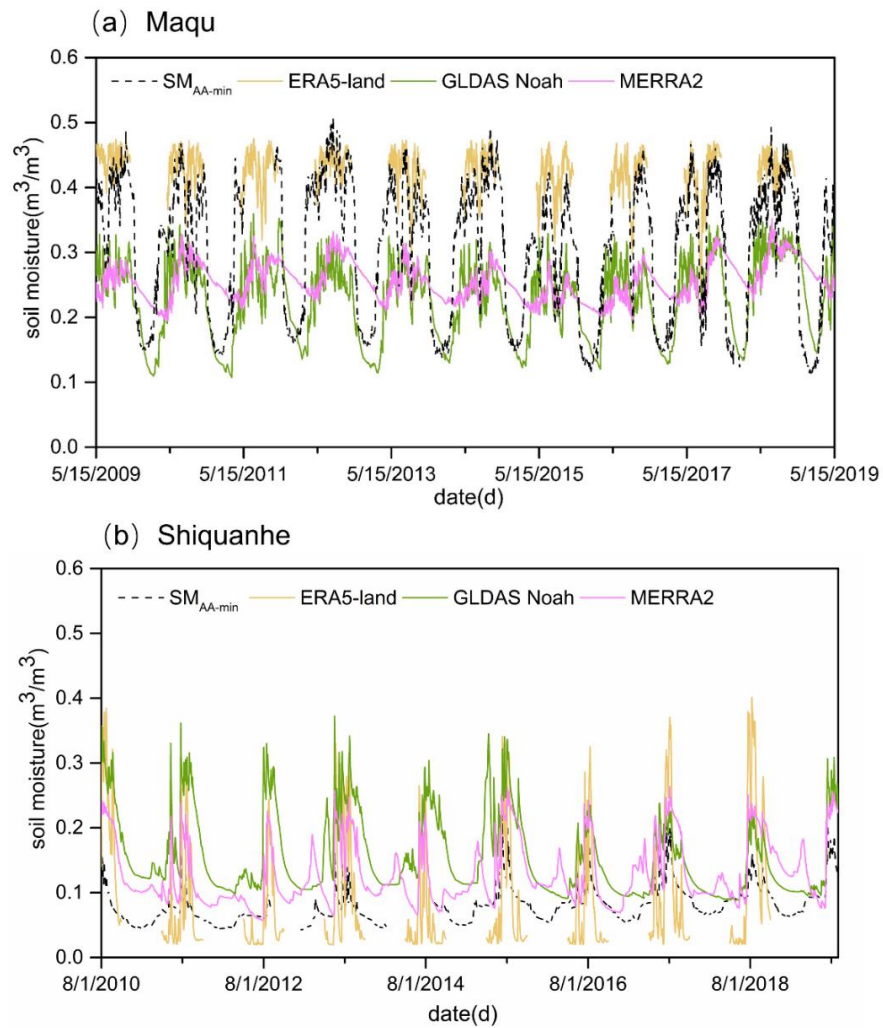 （a） Maqu
0.6
SMAA-min ERA5-land GLDAS Noah MERRA2
0.5
0.4
0.3
0.2
0.1
0.0
soil moisture(m3/m3)
5/15/2009 5/15/2011 5/15/2013 5/15/2015 5/15/2017 5/15/2019
date(d)
（b） Shiquanhe
0.6
SMAA-min ERA5-land GLDAS Noah MERRA2
0.5
0.4
0.3
0.2
0.1
0.0
soil moisture(m3/m3)
8/1/2010 8/1/2012 8/1/2014 8/1/2016 8/1/2018
date(d)